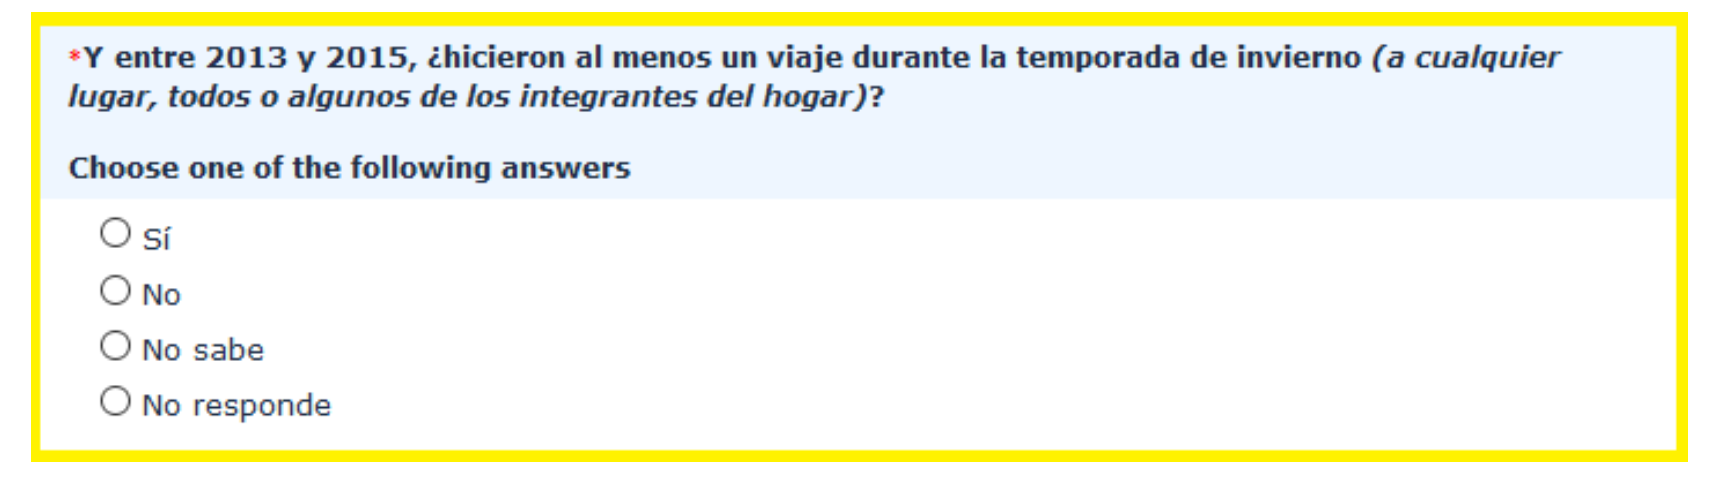 *Y entre 2013 y 2015, ¿hicieron al menos un viaje durante la temporada de invierno (a cualquier
lugar, todos o algunos de los integrantes del hogar)?
Choose one of the following answers
Sí
No
No sabe
No responde